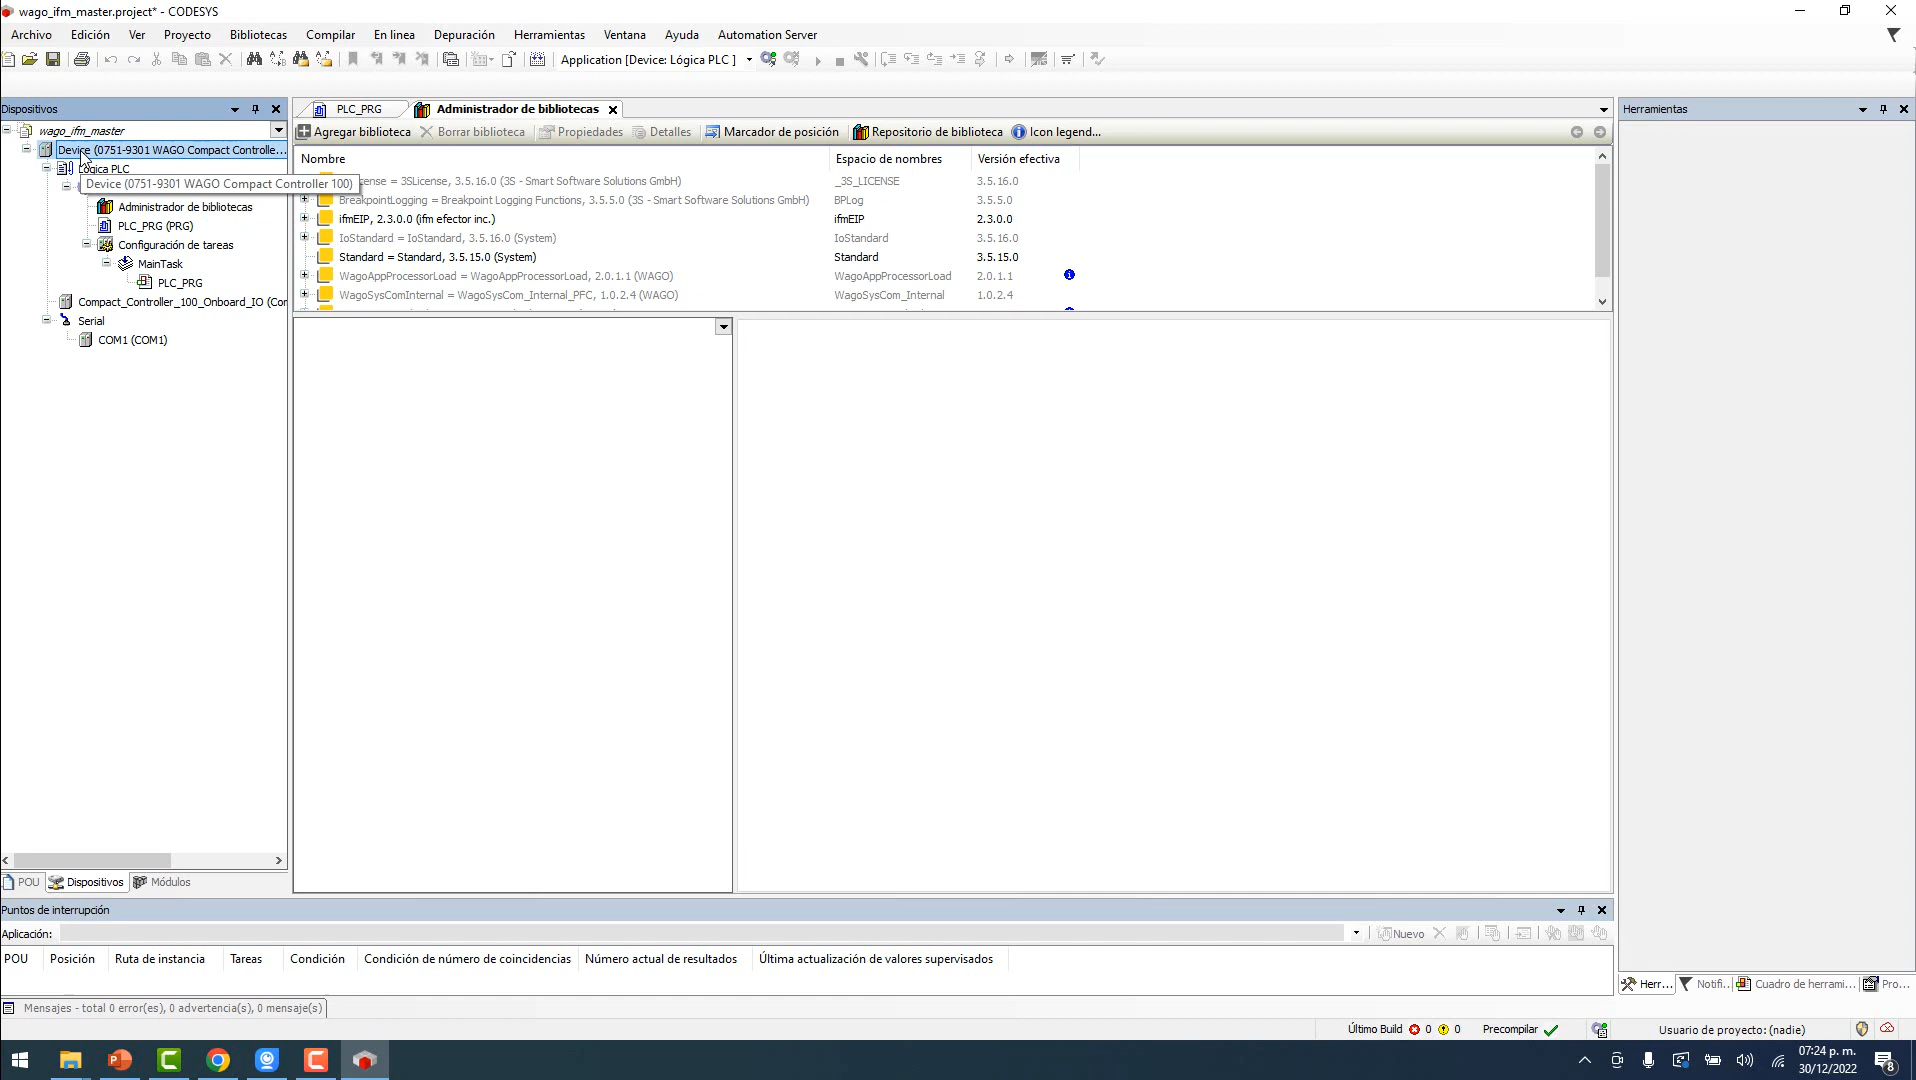 wago_ifm_master.project* - CODESYS
Archivo Edición Ver Proyecto Bibliotecas Compilar En linea Depuración Herramientas Ventana Ayuda Automation Server
Application [Device: Lógica PLC ]
Dispositivos
wago_ifm_master
Device (0751-9301 WAGO Compact Controlle...
Lógica PLC
Device (0751-9301 WAGO Compact Controller 100)
Administrador de bibliotecas
PLC_PRG (PRG)
Configuración de tareas
MainTask
PLC_PRG
Compact_Controller_100_Onboard_IO (Cor
Serial
COM1 (COM1)
POU Dispositivos Módulos
PLC_PRG Administrador de bibliotecas
Agregar biblioteca Borrar biblioteca Propiedades Detalles Marcador de posición Repositorio de biblioteca Icon legend...
Nombre Espacio de nombres Versión efectiva
cense = 3SLicense, 3.5.16.0 (3S - Smart Software Solutions GmbH) _3S_LICENSE 3.5.16.0
BreakpointLogging = Breakpoint Logging Functions, 3.5.5.0 (3S - Smart Software Solutions GmbH) BPLog 3.5.5.0
ifmEIP, 2.3.0.0 (ifm efector inc.) ifmEIP 2.3.0.0
IoStandard = IoStandard, 3.5.16.0 (System) IoStandard 3.5.16.0
Standard = Standard, 3.5.15.0 (System) Standard 3.5.15.0
WagoAppProcessorLoad = WagoAppProcessorLoad, 2.0.1.1 (WAGO) WagoAppProcessorLoad 2.0.1.1
WagoSysComInternal = WagoSysCom_Internal_PFC, 1.0.2.4 (WAGO) WagoSysCom_Internal 1.0.2.4
Herramientas
Herr... Notifi.. Cuadro de herrami... Pro...
Puntos de interrupción
Aplicación: Nuevo
POU Posición Ruta de instancia Tareas Condición Condición de número de coincidencias Número actual de resultados Última actualización de valores supervisados
Mensajes - total 0 error(es), 0 advertencia(s), 0 mensaje(s)
Último Build 0 0 Precompilar Usuario de proyecto: (nadie)
07:24 p. m.
30/12/2022
8